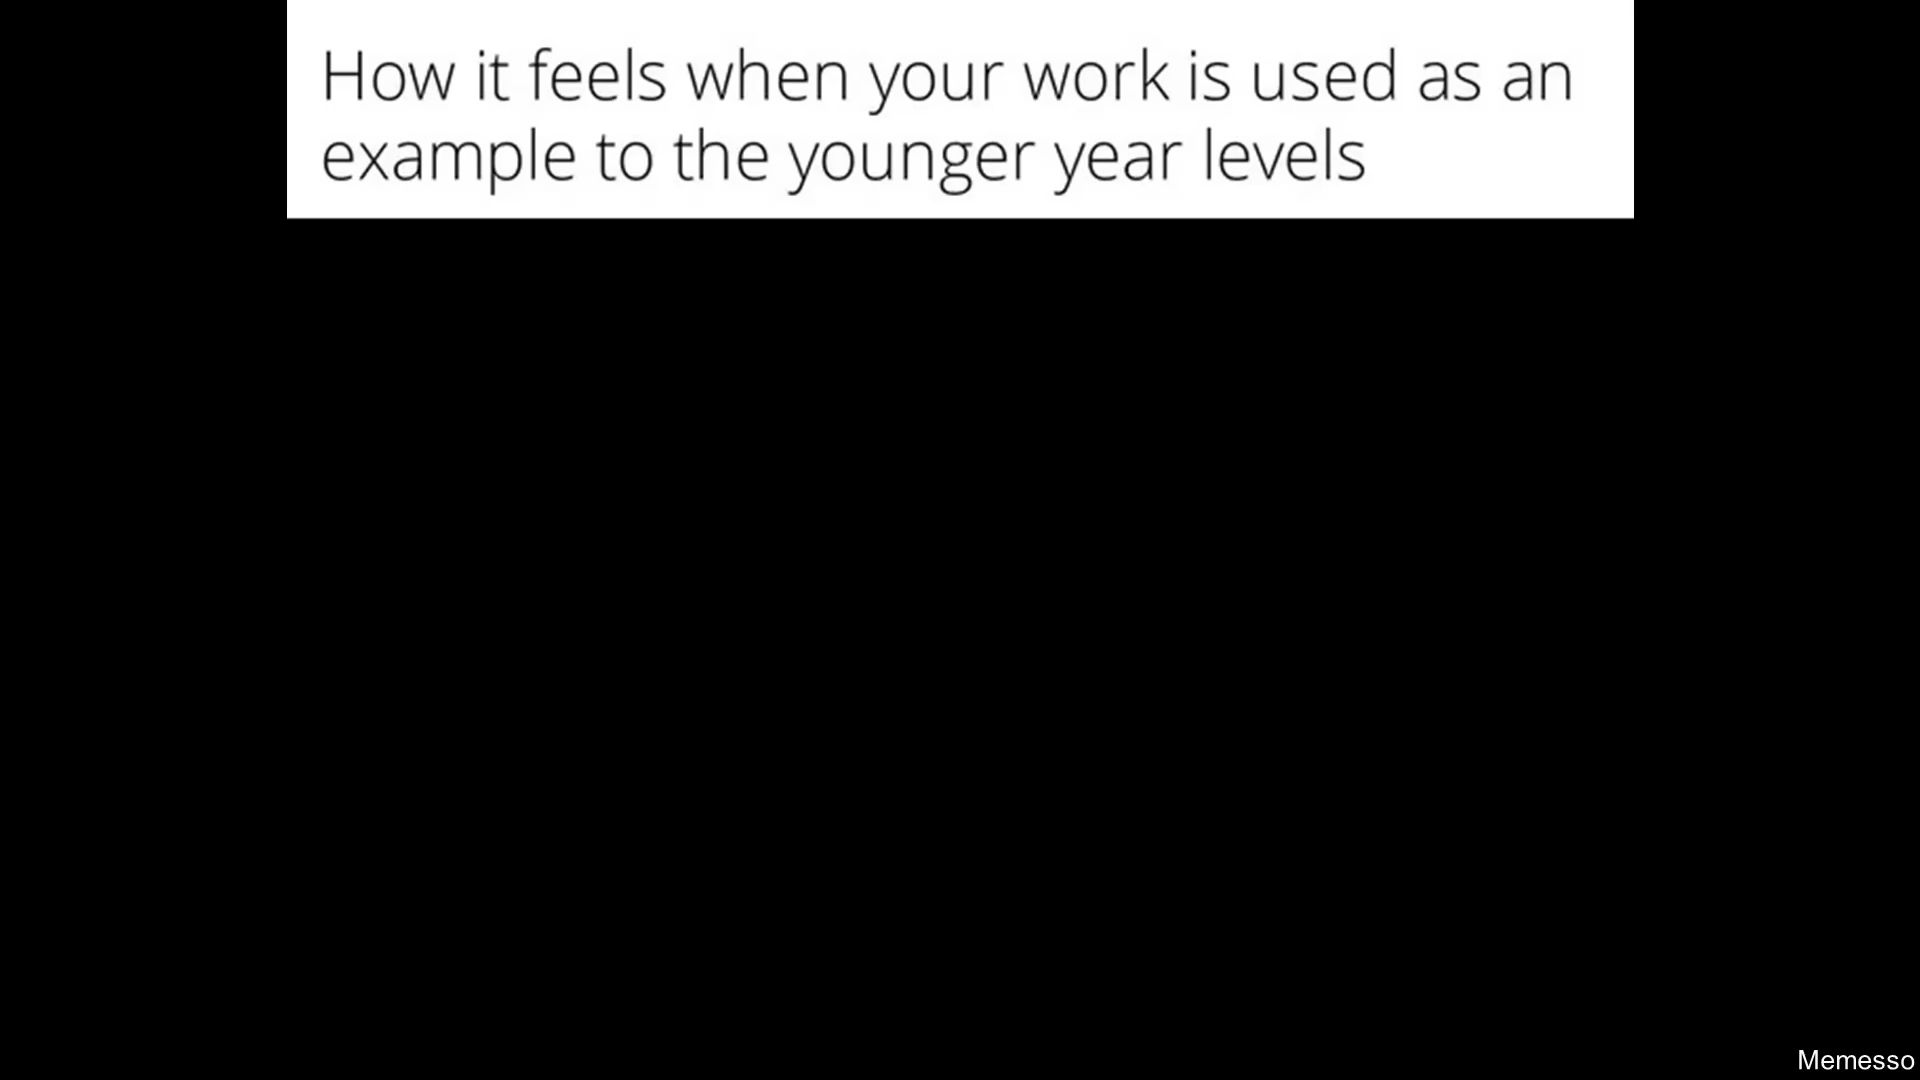 How it feels when your work is used as an
example to the younger year levels
Memesso